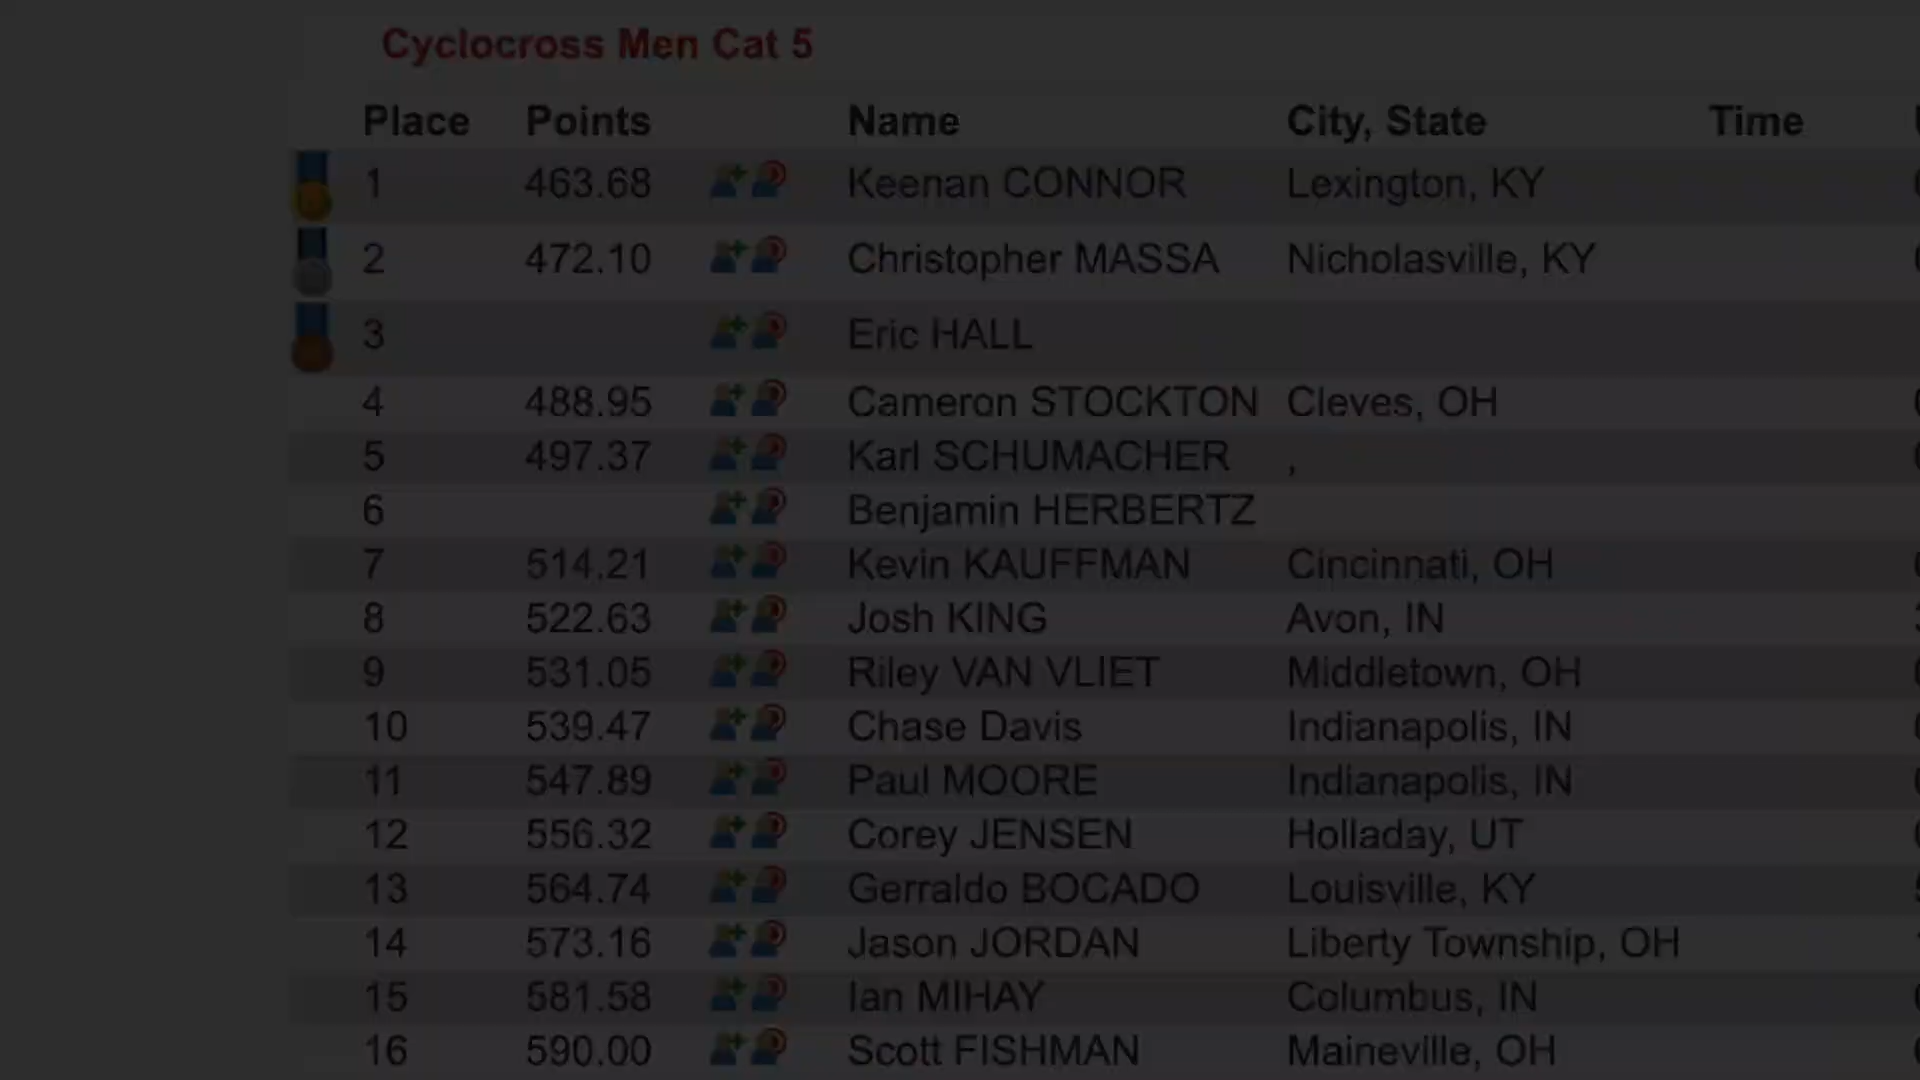 Cyclocross Men Cat 5
Place Points Name City, State Time
1 463.68 Keenan CONNOR Lexington, KY
2 472.10 Christopher MASSA Nicholasville, KY
3 Eric HALL
4 488.95 Cameron STOCKTON Cleves, OH
5 497.37 Karl SCHUMACHER ,
6 Benjamin HERBERTZ
7 514.21 Kevin KAUFFMAN Cincinnati, OH
8 522.63 Josh KING Avon, IN
9 531.05 Riley VAN VLIET Middletown, OH
10 539.47 Chase Davis Indianapolis, IN
11 547.89 Paul MOORE Indianapolis, IN
12 556.32 Corey JENSEN Holladay, UT
13 564.74 Gerraldo BOCADO Louisville, KY
14 573.16 Jason JORDAN Liberty Township, OH
15 581.58 Ian MIHAY Columbus, IN
16 590.00 Scott FISHMAN Maineville, OH